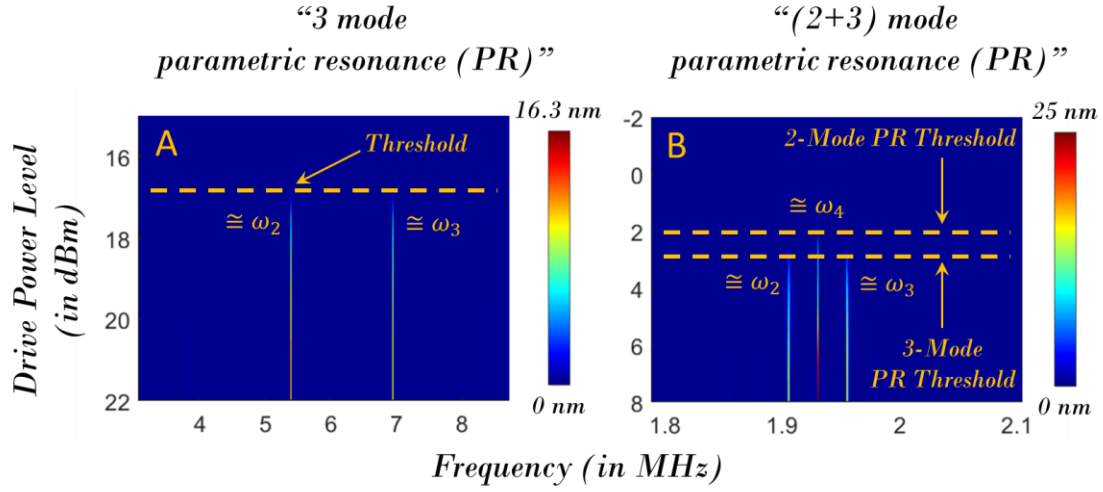 “3 mode
parametric resonance (PR)”
“(2+3) mode
parametric resonance (PR)”
Drive Power Level
(in dBm)
A
Threshold
≅ ω2
≅ ω3
16
18
20
22
4
5
6
7
8
16.3 nm
0 nm
B
2-Mode PR Threshold
≅ ω4
≅ ω2
≅ ω3
3-Mode
PR Threshold
-2
0
2
4
6
8
1.8
1.9
2
2.1
25 nm
0 nm
Frequency (in MHz)